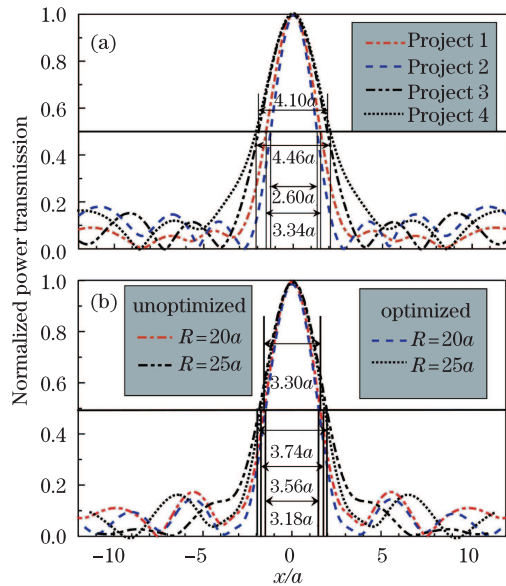 Normalized power transmission
(a)
1.0
0.8
0.6
0.4
0.2
0.0
Project 1
Project 2
Project 3
Project 4
4.10a
4.46a
2.60a
3.34a
(b)
1.0
0.8
0.6
0.4
0.2
0.0
unoptimized
R=20a
R=25a
optimized
R=20a
R=25a
3.30a
3.74a
3.56a
3.18a
−10 −5 0 5 10
x/a